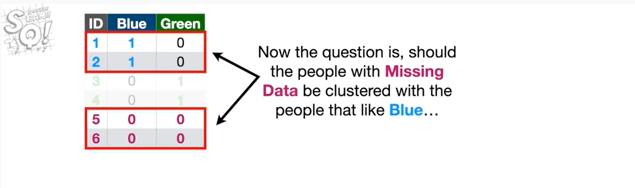 SQ!
ID Blue Green
1 1 0
2 1 0
3 0 1
4 0 1
5 0 0
6 0 0
Now the question is, should
the people with Missing
Data be clustered with the
people that like Blue…